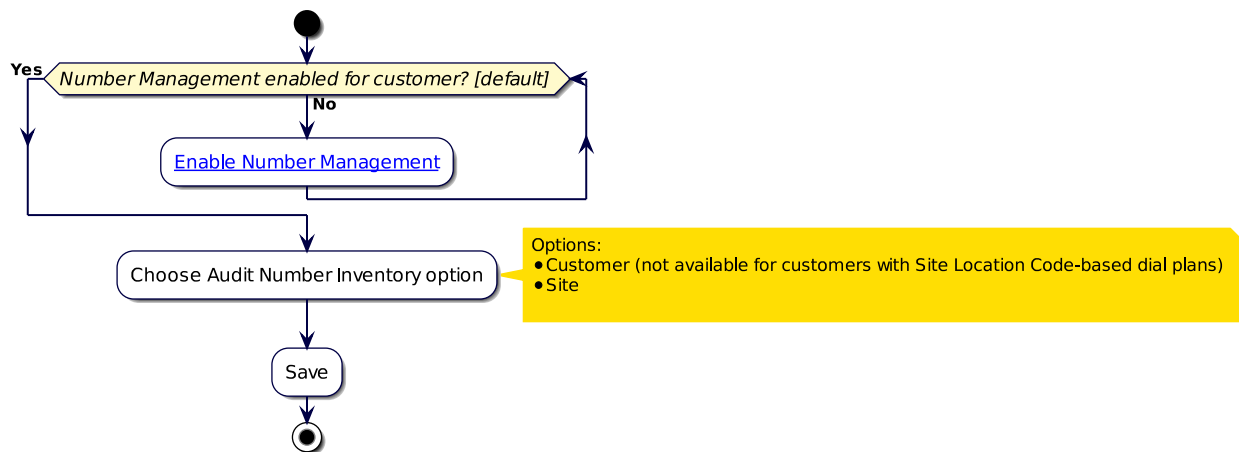 Yes
Number Management enabled for customer? [default]
No
Enable Number Management
Options:
• Customer (not available for customers with Site Location Code-based dial plans)
• Site
Choose Audit Number Inventory option
Save